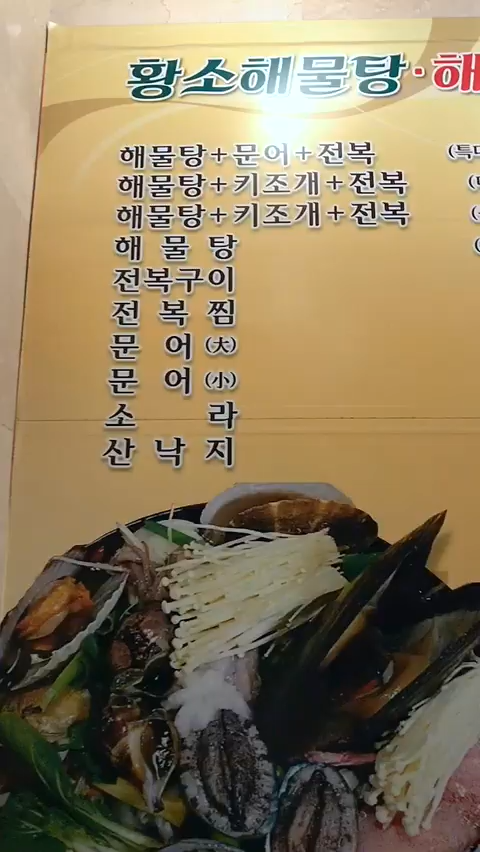 황소해물탕·해
해물탕+문어+전복 (특대
해물탕+키조개+전복 (
해물탕+키조개+전복 (
해 물 탕 (
전복구이
전 복 찜
문 어 (大)
문 어 (小)
소 라
산 낙 지